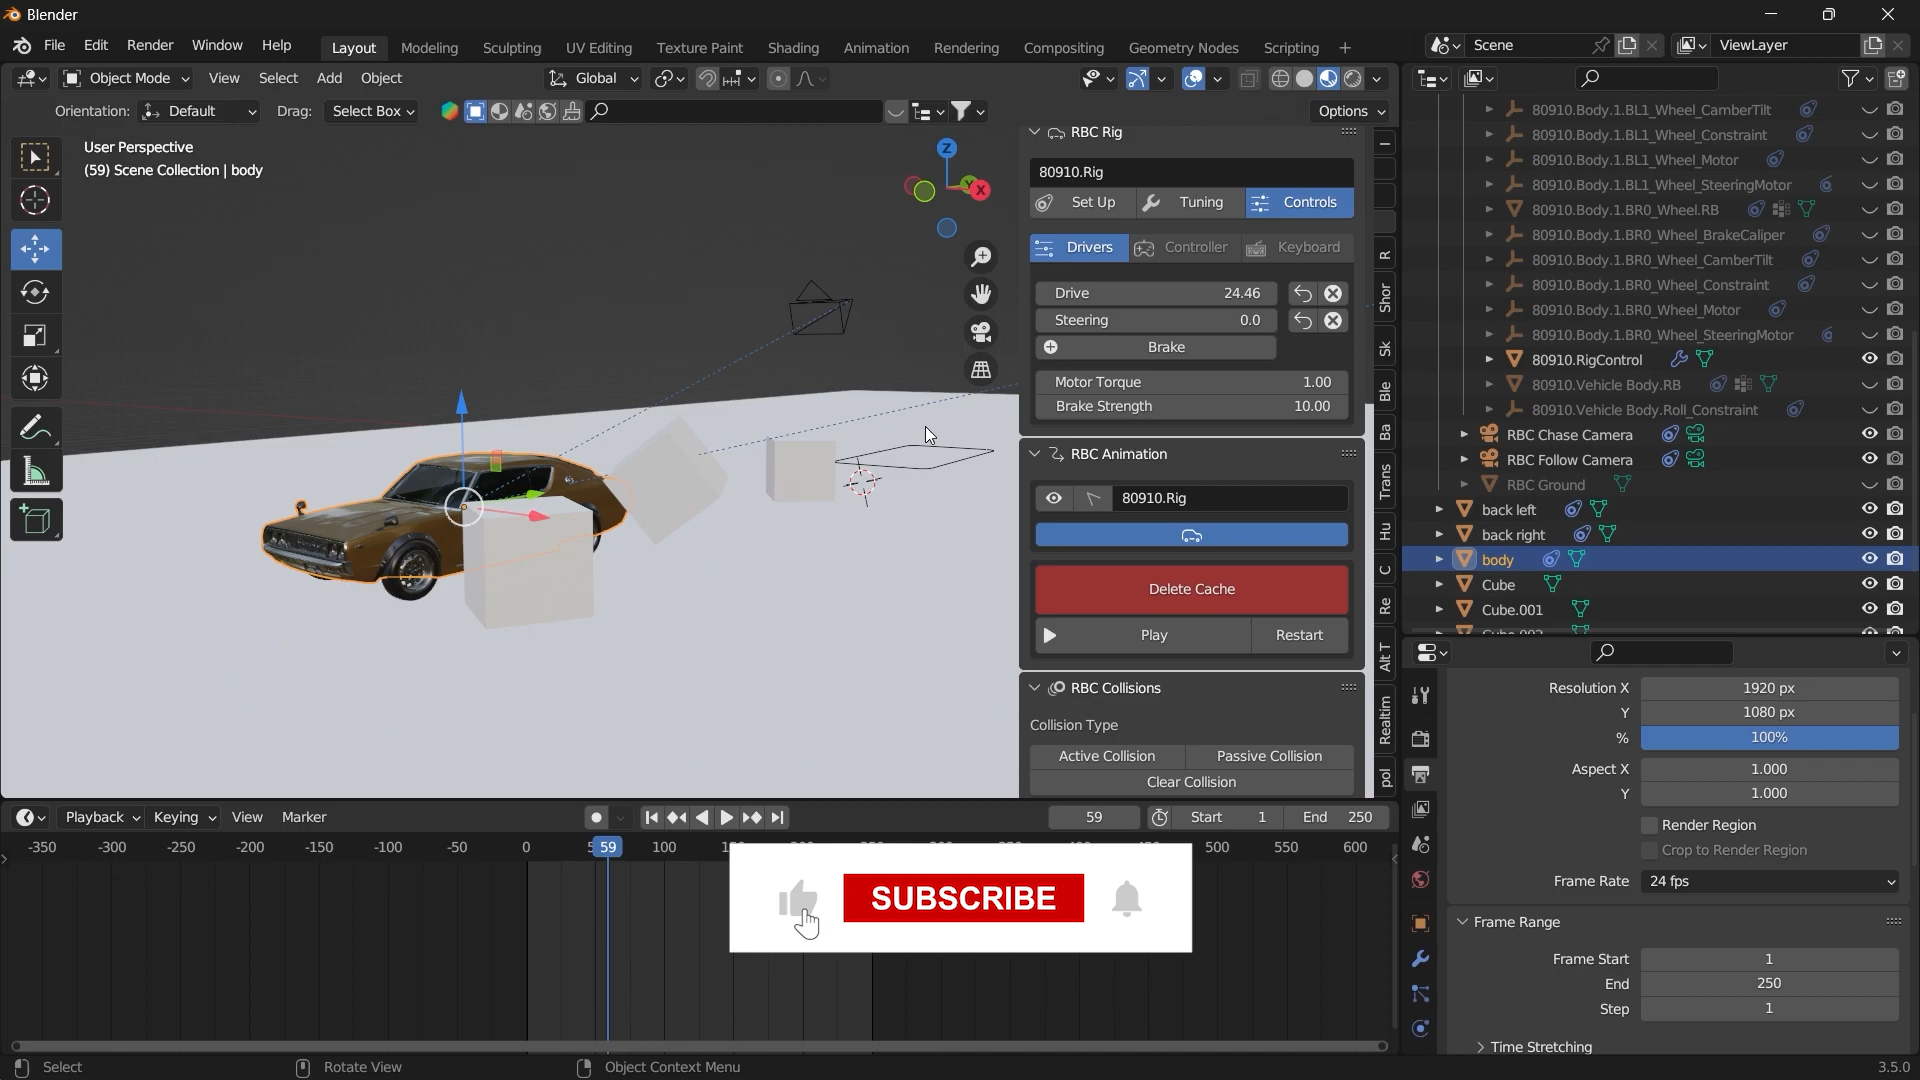 Blender
File Edit Render Window Help Layout Modeling Sculpting UV Editing Texture Paint Shading Animation Rendering Compositing Geometry Nodes Scripting + Scene ViewLayer
Object Mode View Select Add Object Global
Orientation: Default Drag: Select Box Options
User Perspective
(59) Scene Collection | body
Z
Y
X
RBC Rig
80910.Rig
Set Up Tuning Controls
Drivers Controller Keyboard
Drive 24.46
Steering 0.0
Brake
Motor Torque 1.00
Brake Strength 10.00
RBC Animation
80910.Rig
Delete Cache
Play Restart
RBC Collisions
Collision Type
Active Collision Passive Collision
Clear Collision
I
R
Shor
Sk
Ble
Ba
Trans
Hu
C
Re
Alt T
Realtim
pol
80910.Body.1.BL1_Wheel_CamberTilt
80910.Body.1.BL1_Wheel_Constraint
80910.Body.1.BL1_Wheel_Motor
80910.Body.1.BL1_Wheel_SteeringMotor
80910.Body.1.BR0_Wheel.RB
80910.Body.1.BR0_Wheel_BrakeCaliper
80910.Body.1.BR0_Wheel_CamberTilt
80910.Body.1.BR0_Wheel_Constraint
80910.Body.1.BR0_Wheel_Motor
80910.Body.1.BR0_Wheel_SteeringMotor
80910.RigControl
80910.Vehicle Body.RB
80910.Vehicle Body.Roll_Constraint
RBC Chase Camera
RBC Follow Camera
RBC Ground
back left
back right
body
Cube
Cube.001
Resolution X 1920 px
Y 1080 px
% 100%
Aspect X 1.000
Y 1.000
Render Region
Crop to Render Region
Frame Rate 24 fps
Frame Range
Frame Start 1
End 250
Step 1
Time Stretching
Playback Keying View Marker 59 Start 1 End 250
-350 -300 -250 -200 -150 -100 -50 0 59 100 500 550 600
SUBSCRIBE
Select Rotate View Object Context Menu 3.5.0